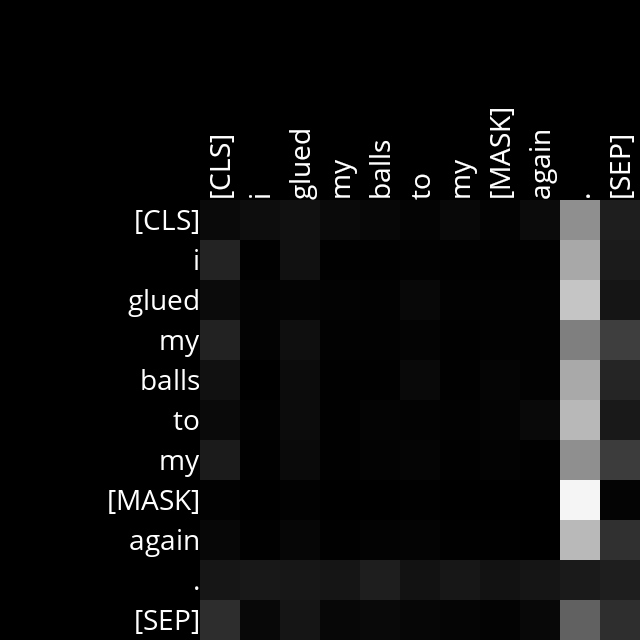 [CLS] i glued my balls to my [MASK] again . [SEP]
[CLS]
i
glued
my
balls
to
my
[MASK]
again
.
[SEP]